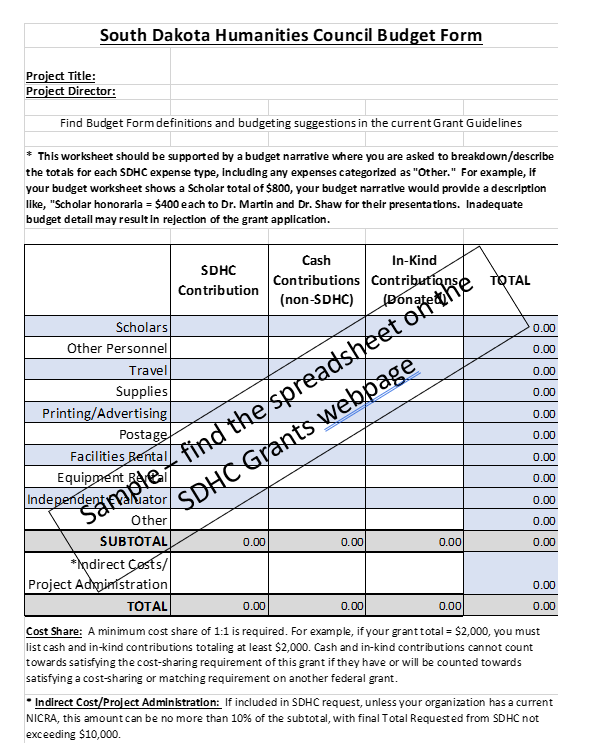 South Dakota Humanities Council Budget Form
Project Title:
Project Director:
Find Budget Form definitions and budgeting suggestions in the current Grant Guidelines
* This worksheet should be supported by a budget narrative where you are asked to breakdown/describe
the totals for each SDHC expense type, including any expenses categorized as "Other." For example, if
your budget worksheet shows a Scholar total of $800, your budget narrative would provide a description
like, "Scholar honoraria = $400 each to Dr. Martin and Dr. Shaw for their presentations. Inadequate
budget detail may result in rejection of the grant application.
SDHC
Contribution
Cash
Contributions
(non-SDHC)
In-Kind
Contributions
(Donated)
TOTAL
Scholars 0.00
Other Personnel 0.00
Travel 0.00
Supplies 0.00
Printing/Advertising 0.00
Postage 0.00
Facilities Rental 0.00
Equipment Rental 0.00
Independent Evaluator 0.00
Other 0.00
SUBTOTAL 0.00 0.00 0.00 0.00
*Indirect Costs/
Project Administration 0.00
TOTAL 0.00 0.00 0.00 0.00
Sample – find the spreadsheet on the
SDHC Grants webpage
Cost Share: A minimum cost share of 1:1 is required. For example, if your grant total = $2,000, you must
list cash and in-kind contributions totaling at least $2,000. Cash and in-kind contributions cannot count
towards satisfying the cost-sharing requirement of this grant if they have or will be counted towards
satisfying a cost-sharing or matching requirement on another federal grant.
* Indirect Cost/Project Administration: If included in SDHC request, unless your organization has a current
NICRA, this amount can be no more than 10% of the subtotal, with final Total Requested from SDHC not
exceeding $10,000.